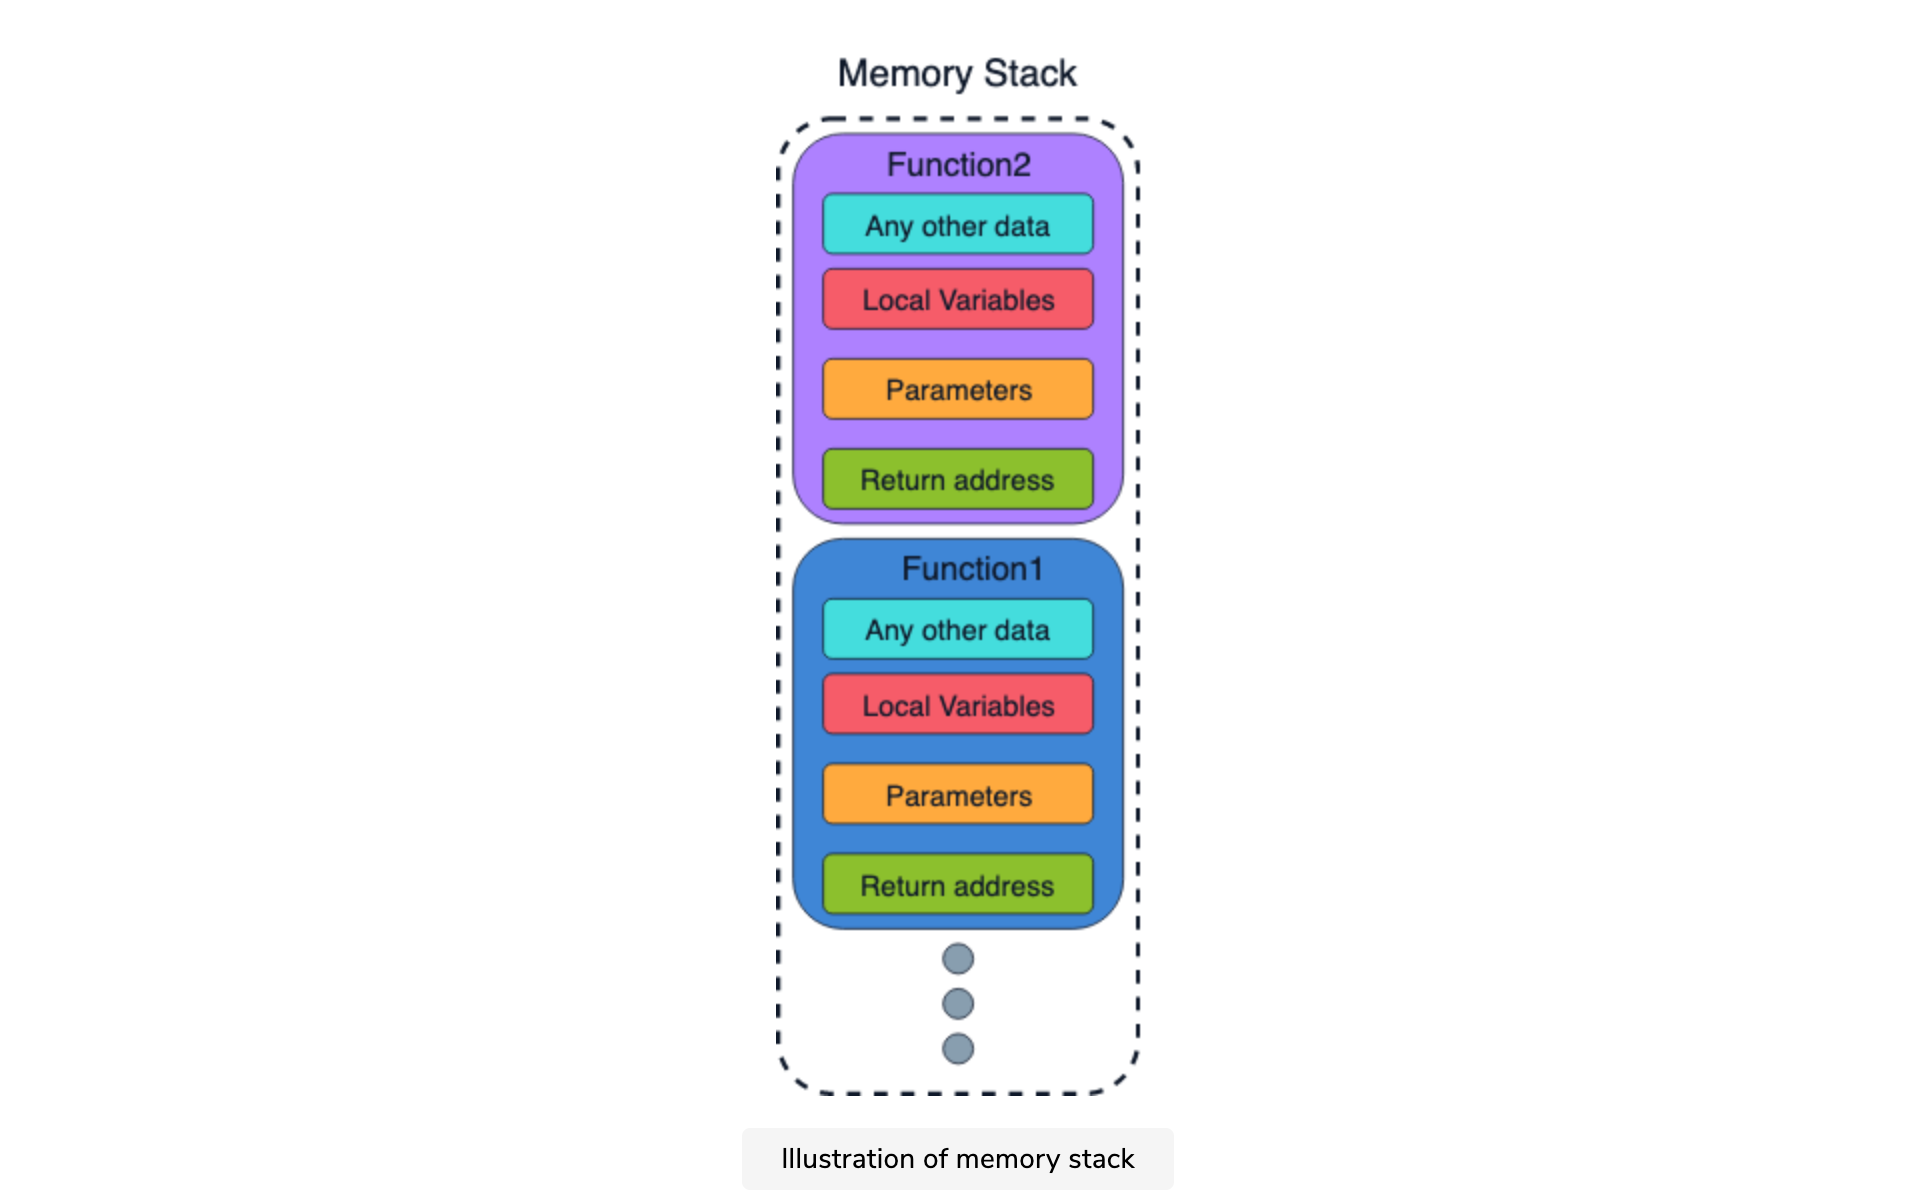 Memory Stack
Function2
Any other data
Local Variables
Parameters
Return address
Function1
Any other data
Local Variables
Parameters
Return address
Illustration of memory stack